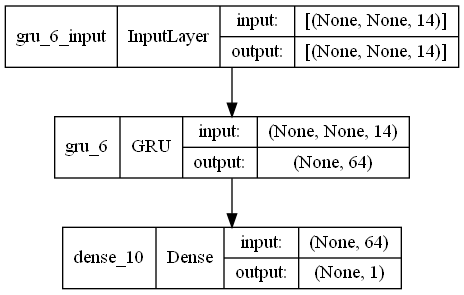 gru_6_input InputLayer input: [(None, None, 14)]
output: [(None, None, 14)]
gru_6 GRU input: (None, None, 14)
output: (None, 64)
dense_10 Dense input: (None, 64)
output: (None, 1)